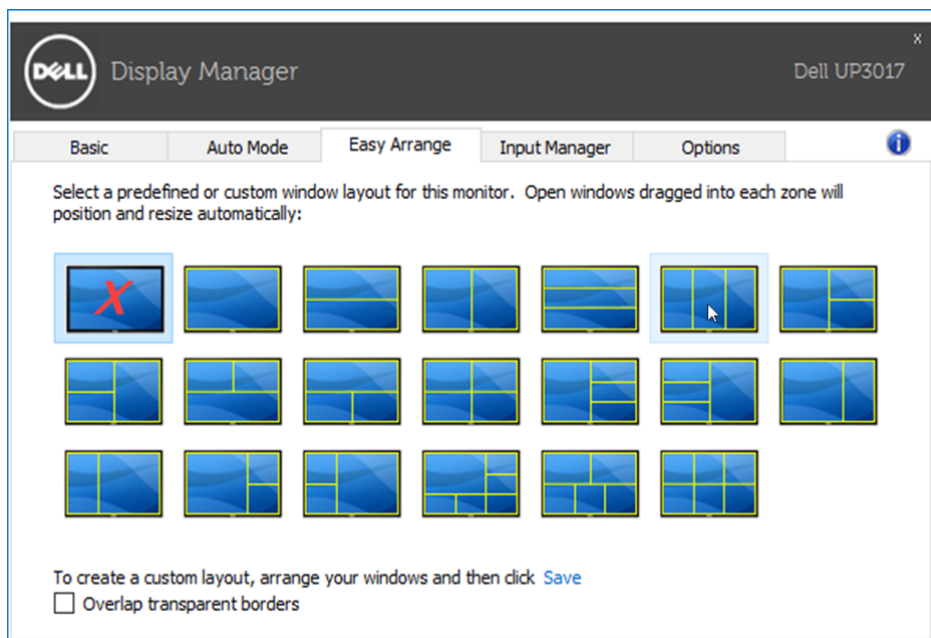 DELL Display Manager
x
Dell UP3017
Basic Auto Mode Easy Arrange Input Manager Options
i
Select a predefined or custom window layout for this monitor. Open windows dragged into each zone will
position and resize automatically:
X
To create a custom layout, arrange your windows and then click Save
Overlap transparent borders